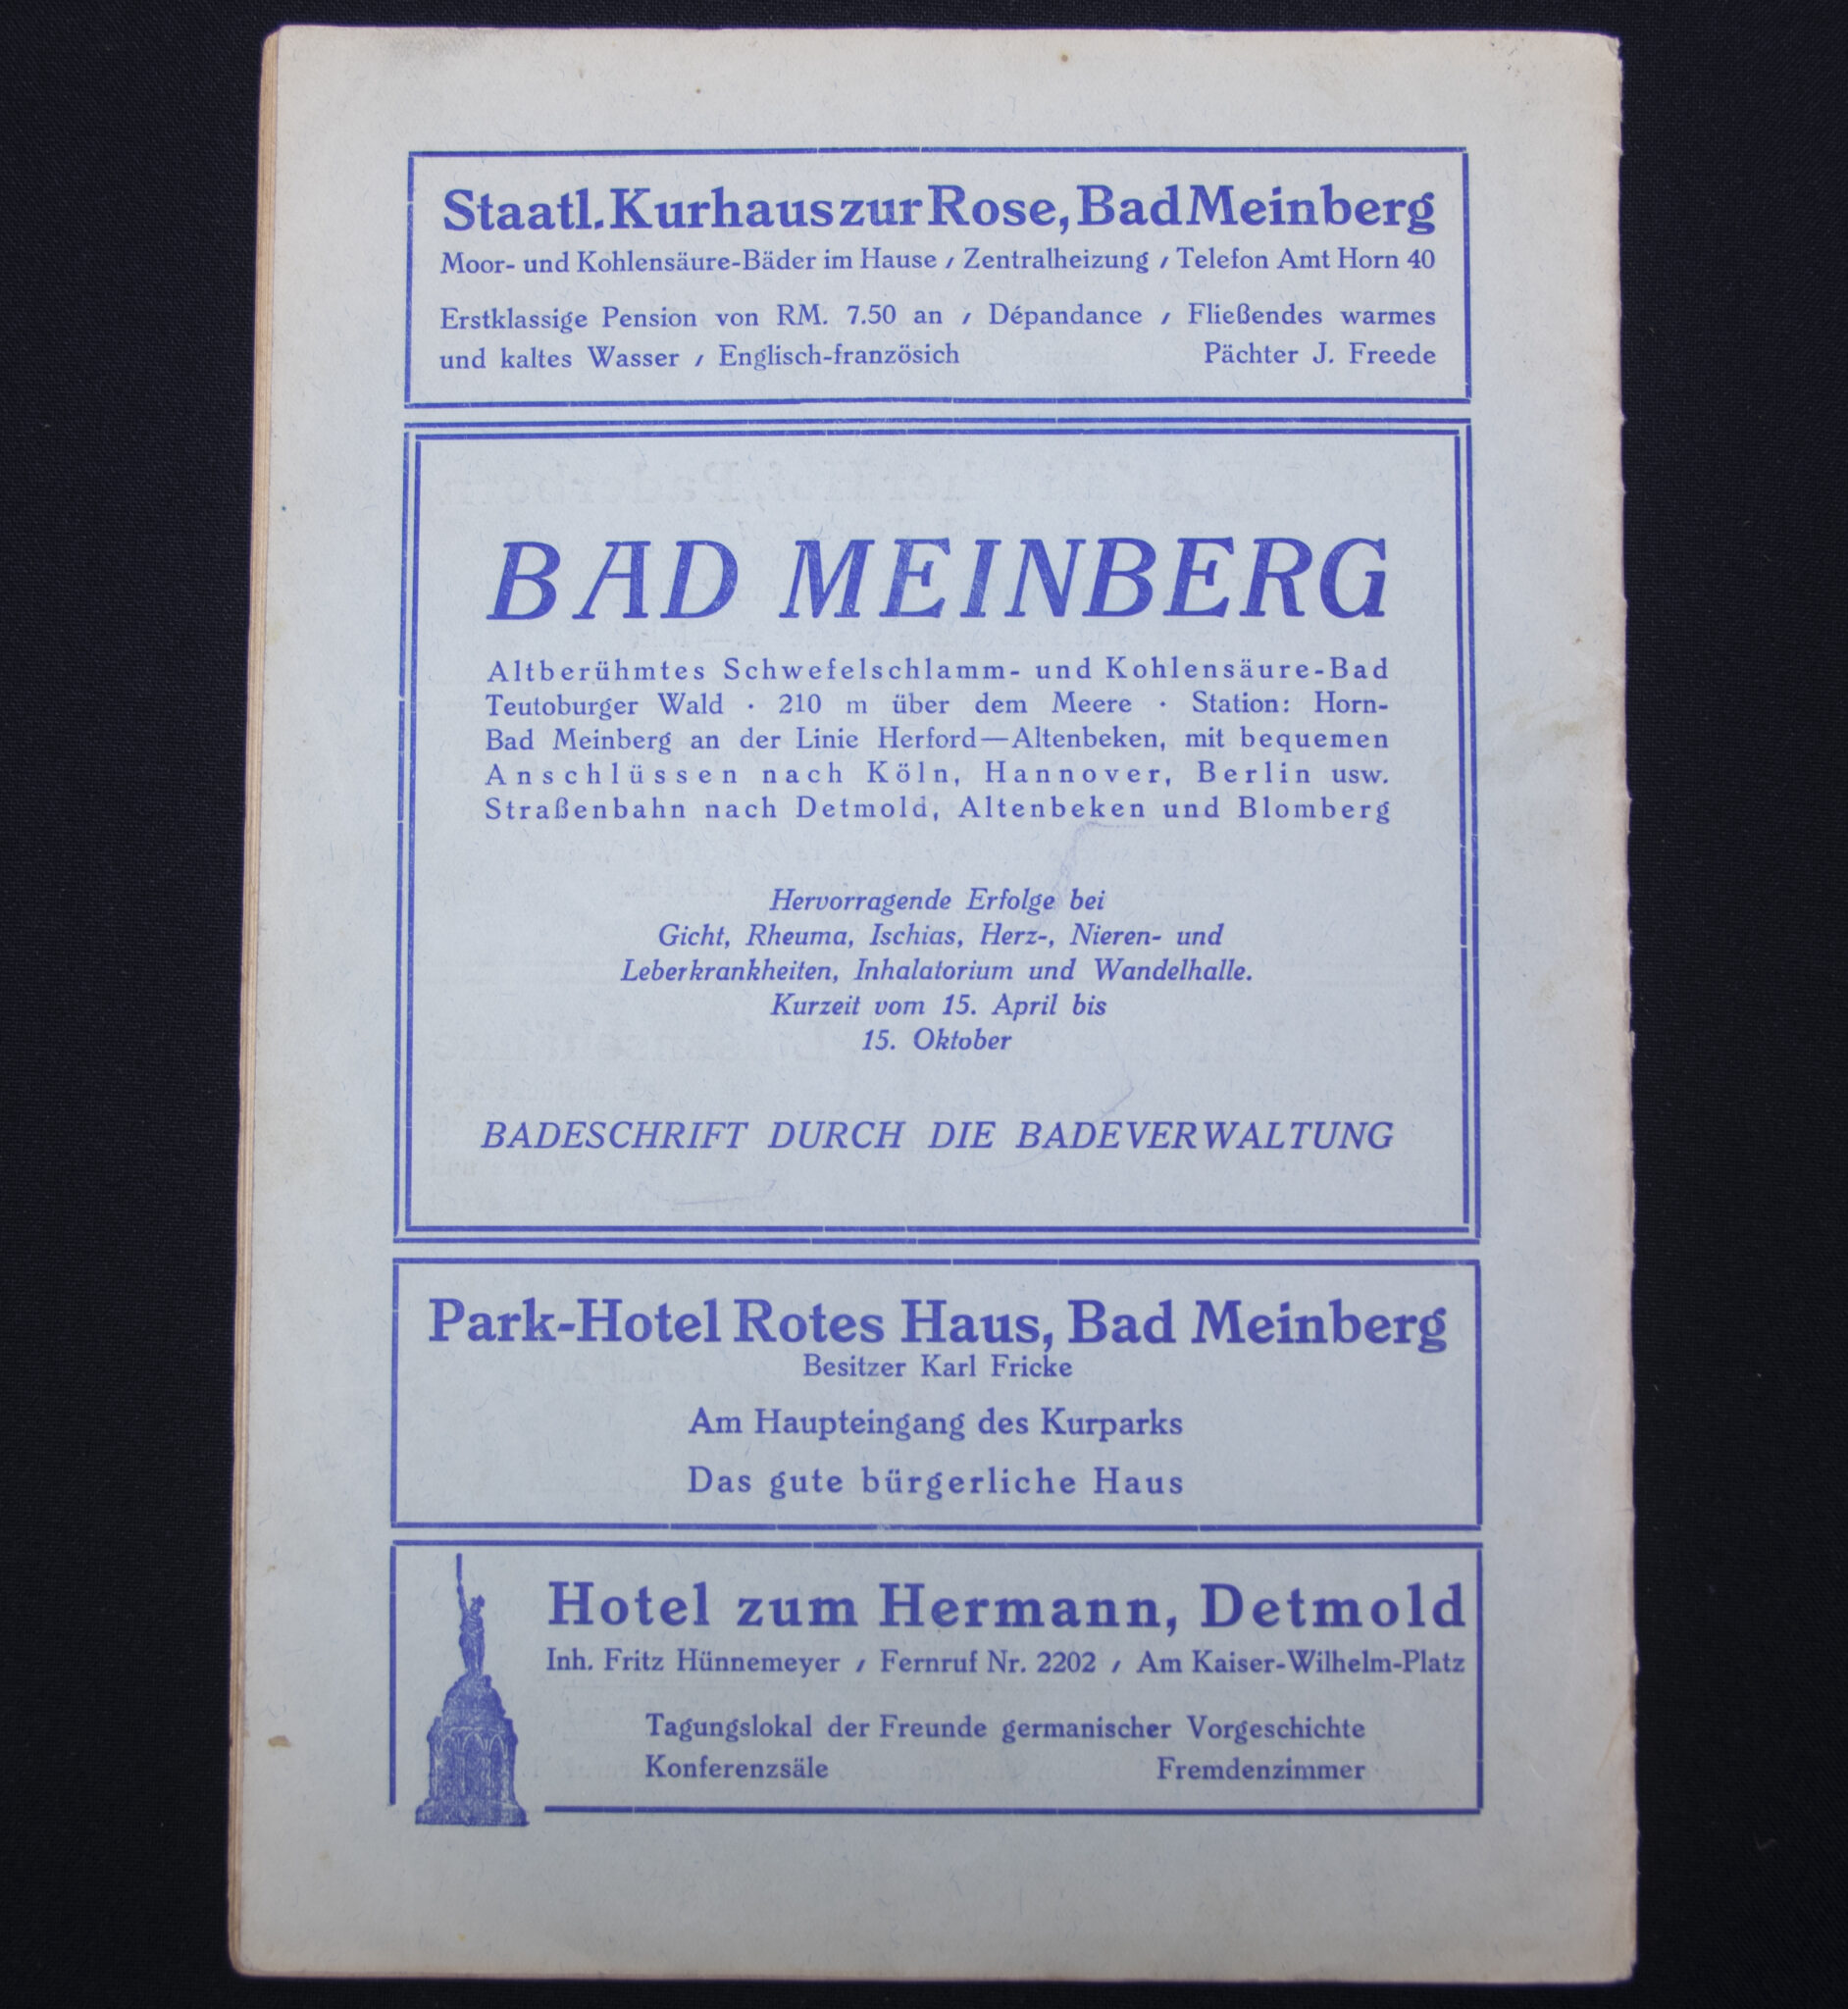 Staatl. Kurhaus zur Rose, Bad Meinberg
Moor- und Kohlensäure-Bäder im Hause / Zentralheizung / Telefon Amt Horn 40
Erstklassige Pension von RM. 7.50 an / Dépandance / Fließendes warmes
und kaltes Wasser / Englisch-französich Pächter J. Freede
BAD MEINBERG
Altberühmtes Schwefelschlamm- und Kohlensäure-Bad
Teutoburger Wald · 210 m über dem Meere · Station: Horn-
Bad Meinberg an der Linie Herford—Altenbeken, mit bequemen
Anschlüssen nach Köln, Hannover, Berlin usw.
Straßenbahn nach Detmold, Altenbeken und Blomberg
Hervorragende Erfolge bei
Gicht, Rheuma, Ischias, Herz-, Nieren- und
Leberkrankheiten, Inhalatorium und Wandelhalle.
Kurzeit vom 15. April bis
15. Oktober
BADESCHRIFT DURCH DIE BADEVERWALTUNG
Park-Hotel Rotes Haus, Bad Meinberg
Besitzer Karl Fricke
Am Haupteingang des Kurparks
Das gute bürgerliche Haus
Hotel zum Hermann, Detmold
Inh. Fritz Hünnemeyer / Fernruf Nr. 2202 / Am Kaiser-Wilhelm-Platz
Tagungslokal der Freunde germanischer Vorgeschichte
Konferenzsäle Fremdenzimmer